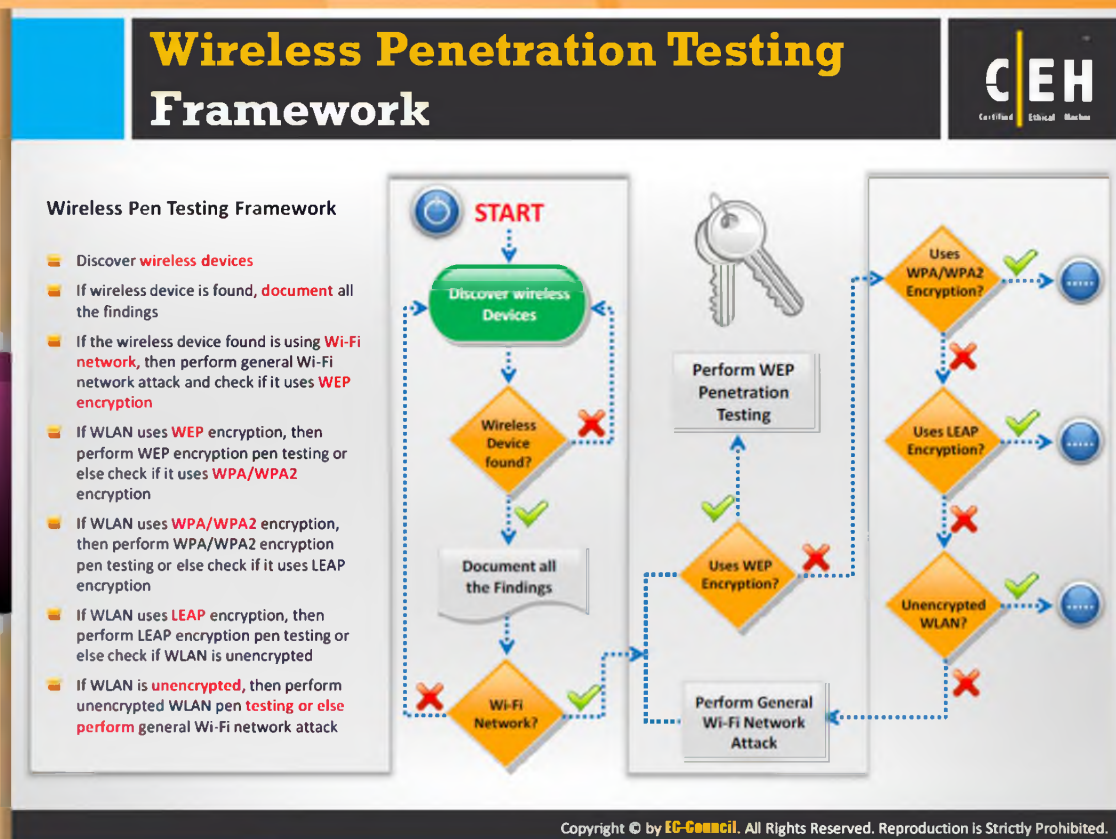 Wireless Penetration Testing
Framework
C|EH
Certified Ethical Hacker
Wireless Pen Testing Framework
Discover wireless devices
If wireless device is found, document all
the findings
If the wireless device found is using Wi-Fi
network, then perform general Wi-Fi
network attack and check if it uses WEP
encryption
If WLAN uses WEP encryption, then
perform WEP encryption pen testing or
else check if it uses WPA/WPA2
encryption
If WLAN uses WPA/WPA2 encryption,
then perform WPA/WPA2 encryption
pen testing or else check if it uses LEAP
encryption
If WLAN uses LEAP encryption, then
perform LEAP encryption pen testing or
else check if WLAN is unencrypted
If WLAN is unencrypted, then perform
unencrypted WLAN pen testing or else
perform general Wi-Fi network attack
START
Discover wireless
Devices
Wireless
Device
found?
Document all
the Findings
Wi-Fi
Network?
Perform WEP
Penetration
Testing
Uses WEP
Encryption?
Perform General
Wi-Fi Network
Attack
Uses
WPA/WPA2
Encryption?
Uses LEAP
Encryption?
Unencrypted
WLAN?
Copyright © by EC-Council. All Rights Reserved. Reproduction is Strictly Prohibited.